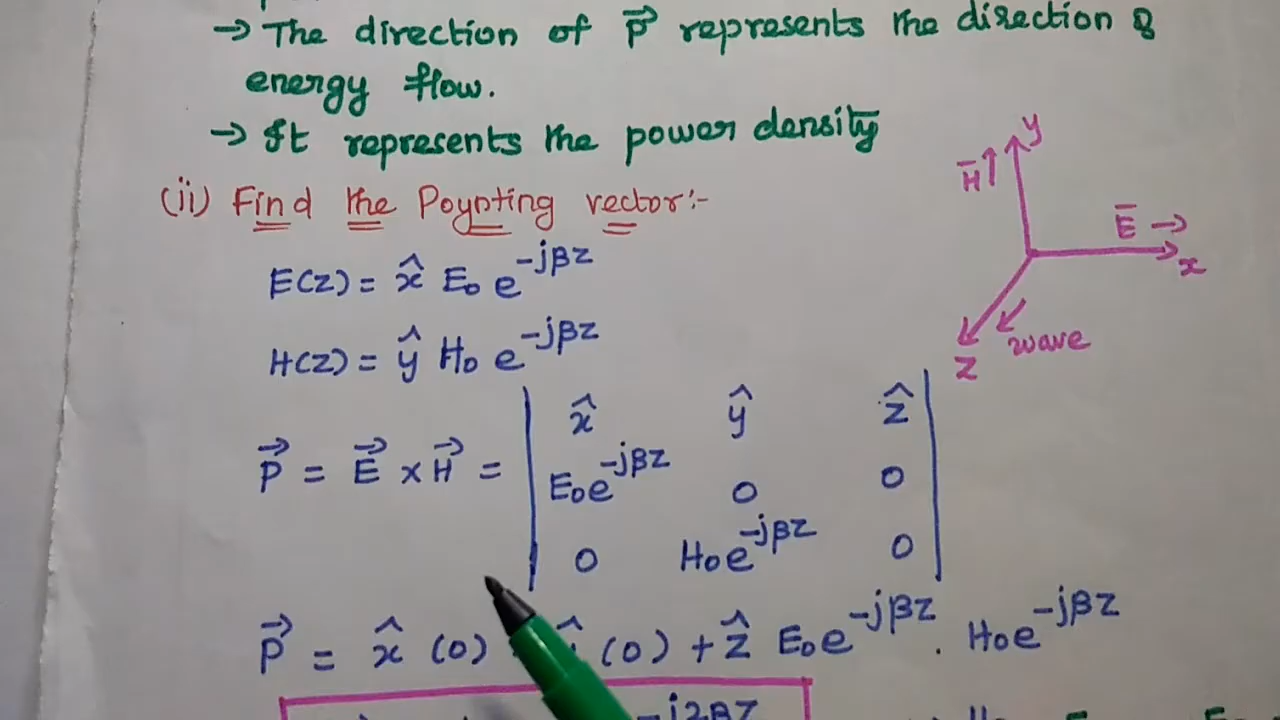 → The direction of P⃗ represents the direction of
energy flow.
→ It represents the power density
(ii) Find the Poynting vector:-
E(z) = x̂ E₀ e^-jβz
H(z) = ŷ H₀ e^-jβz
P⃗ = E⃗ × H⃗ =
x̂ ŷ ẑ
E₀e^-jβz 0 0
0 H₀e^-jβz 0
P⃗ = x̂ (0) (0) + ẑ E₀e^-jβz . H₀e^-jβz
-j2βz
y
H̄ ↑
Ē →
x
wave
z